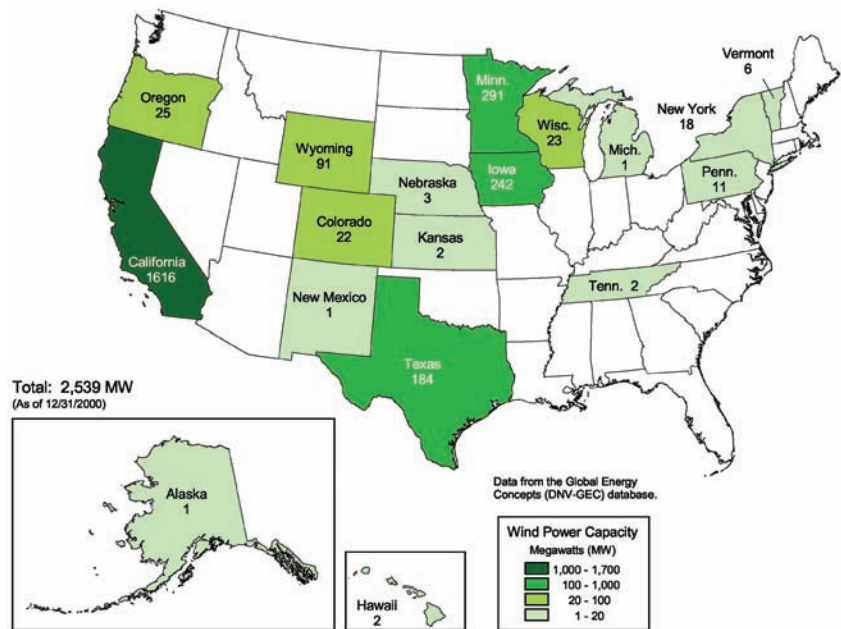 Vermont
6
Oregon
25
Minn.
291
New York
18
Wyoming
91
Wisc.
23
Mich.
1
Nebraska
3
Iowa
242
Penn.
11
Colorado
22
Kansas
2
California
1616
New Mexico
1
Tenn. 2
Texas
184
Total: 2,539 MW
(As of 12/31/2000)
Alaska
1
Hawaii
2
Data from the Global Energy
Concepts (DNV-GEC) database.
Wind Power Capacity
Megawatts (MW)
1,000 - 1,700
100 - 1,000
20 - 100
1 - 20